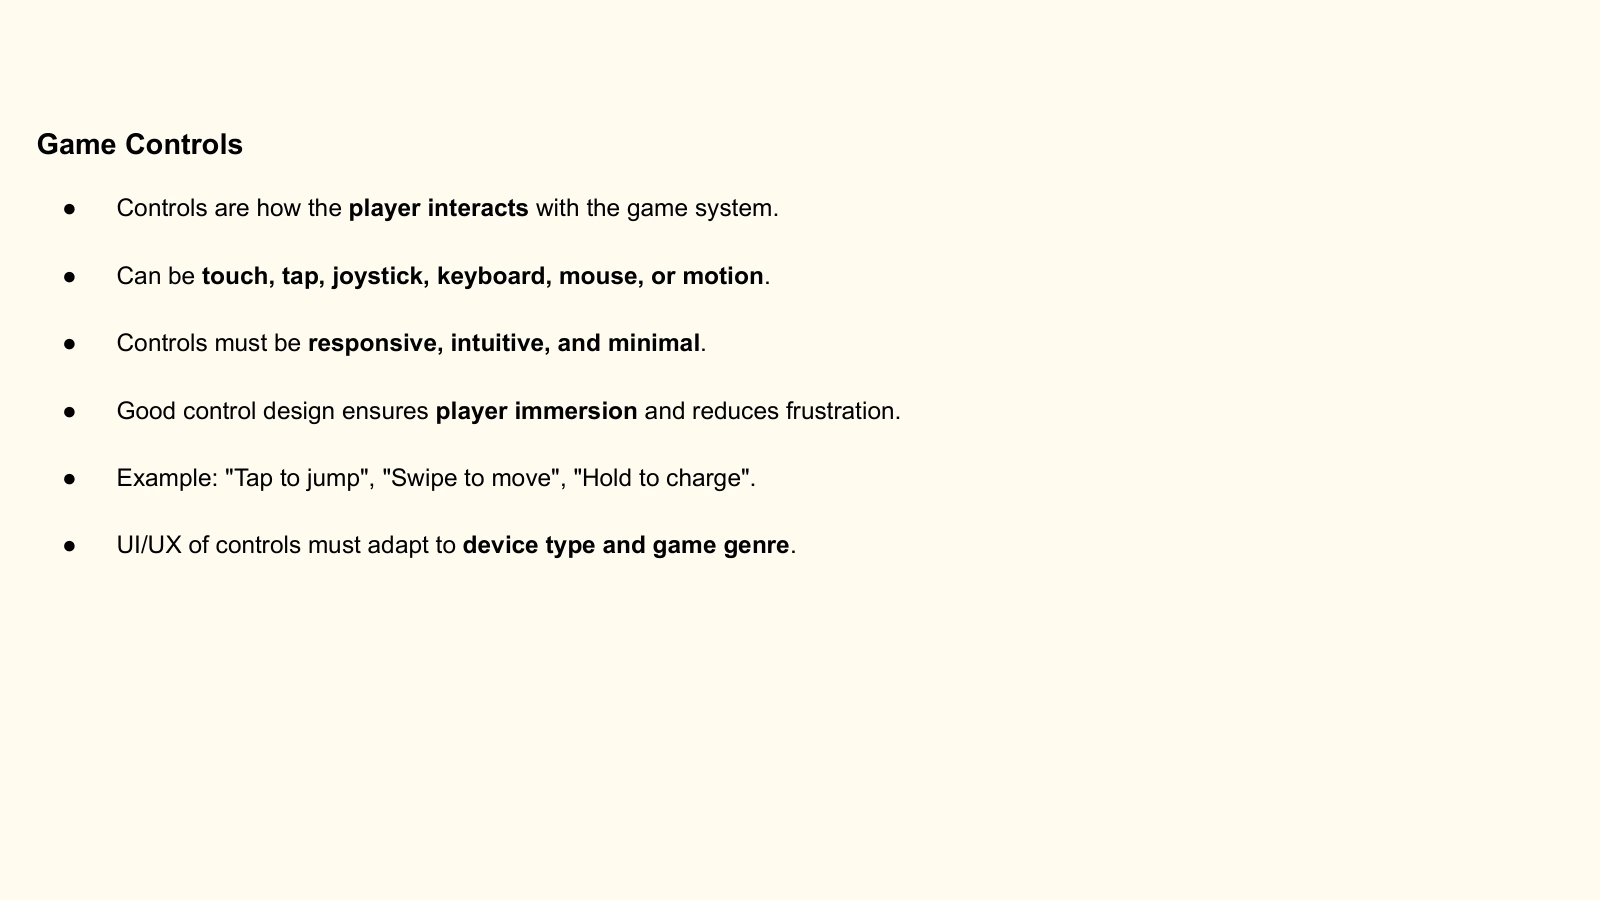 Game Controls
● Controls are how the player interacts with the game system.
● Can be touch, tap, joystick, keyboard, mouse, or motion.
● Controls must be responsive, intuitive, and minimal.
● Good control design ensures player immersion and reduces frustration.
● Example: "Tap to jump", "Swipe to move", "Hold to charge".
● UI/UX of controls must adapt to device type and game genre.